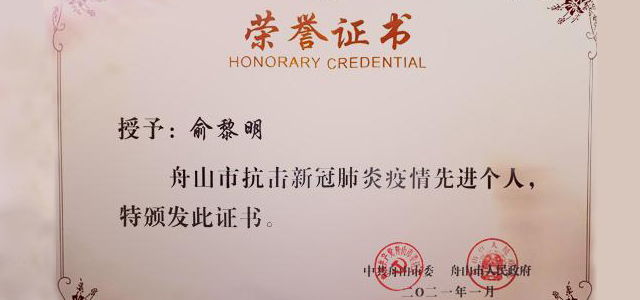 荣誉证书
HONORARY CREDENTIAL
授予：俞黎明
舟山市抗击新冠肺炎疫情先进个人，
特颁发此证书。
中共舟山市委 舟山市人民政府
二〇二一年一月